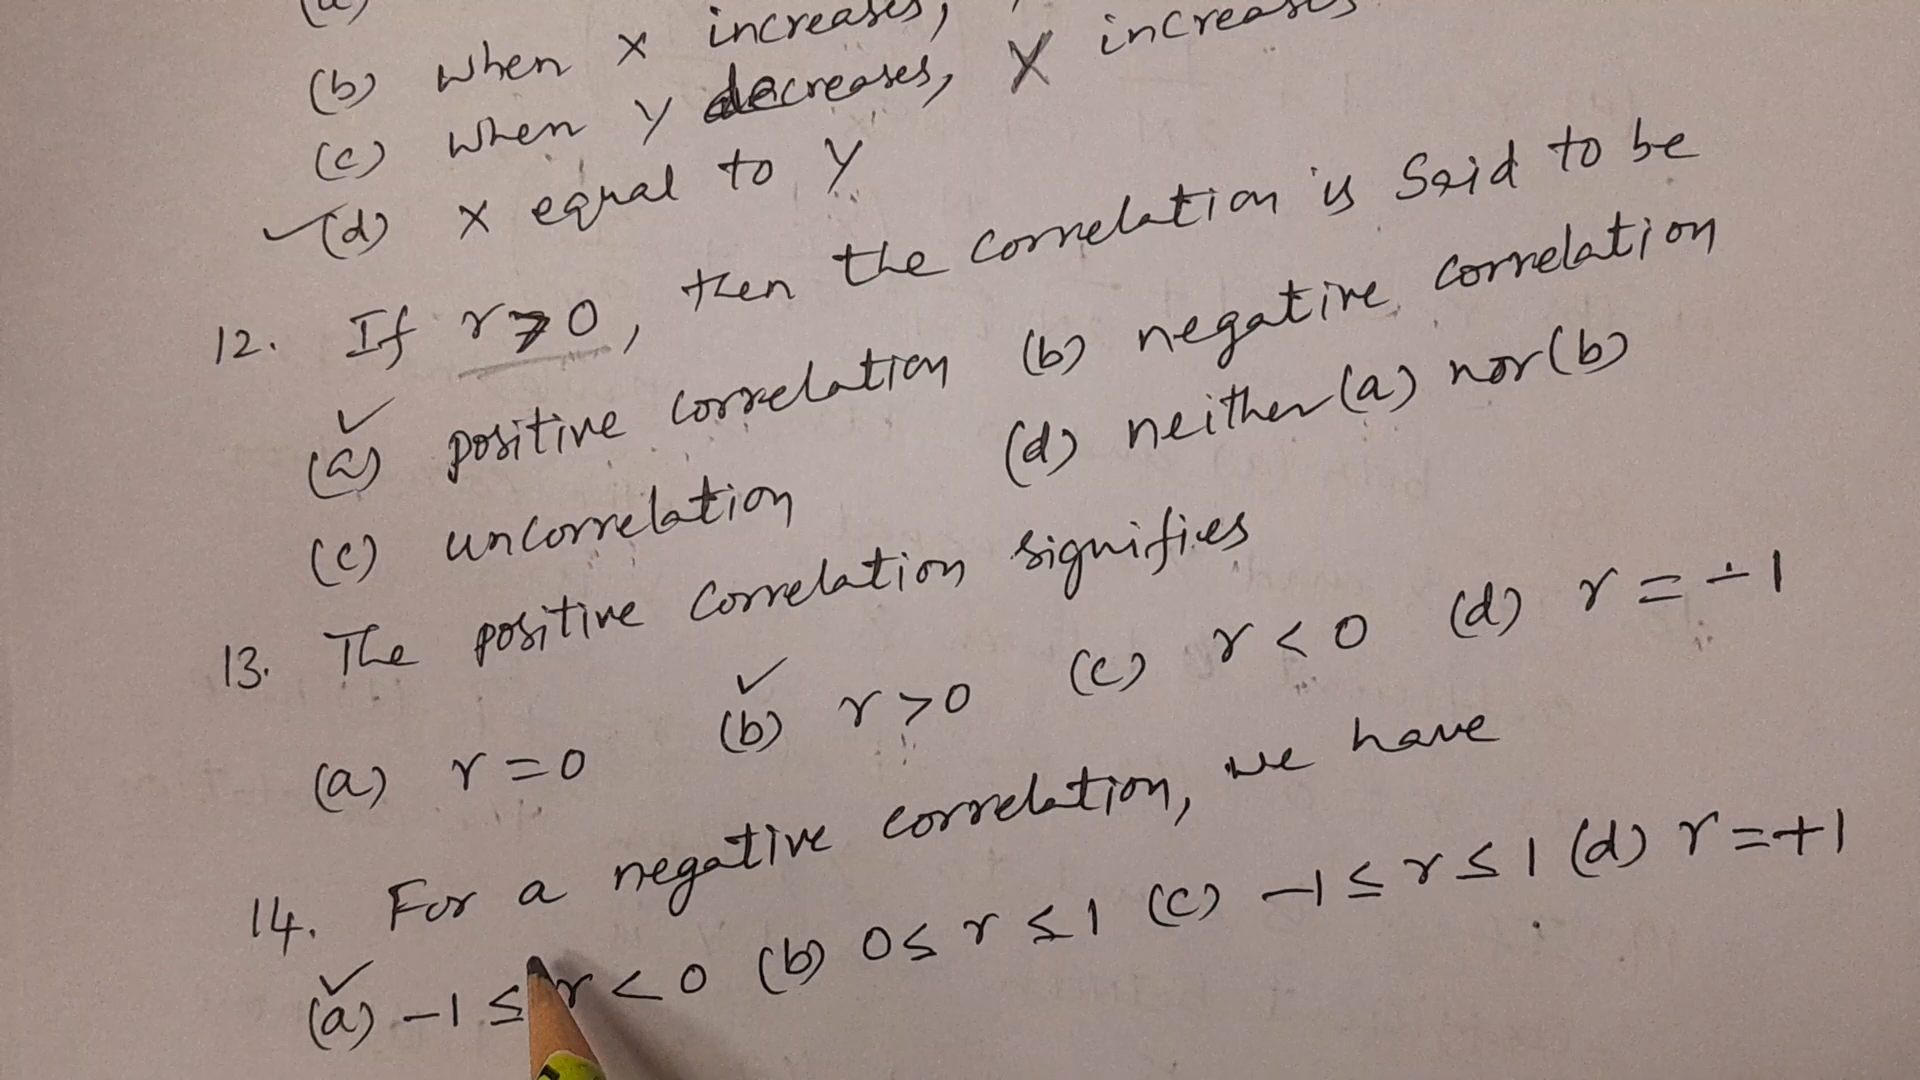 (b) when x increases,
(c) when y decreases, X increases
(d) x equal to y
12. If r>0, then the correlation is said to be
(a) positive correlation (b) negative correlation
(c) uncorrelation (d) neither (a) nor (b)
13. The positive correlation signifies
(a) r=0 (b) r>0 (c) r<0 (d) r=-1
14. For a negative correlation, we have
(a) -1≤r<0 (b) 0≤r≤1 (c) -1≤r≤1 (d) r=+1